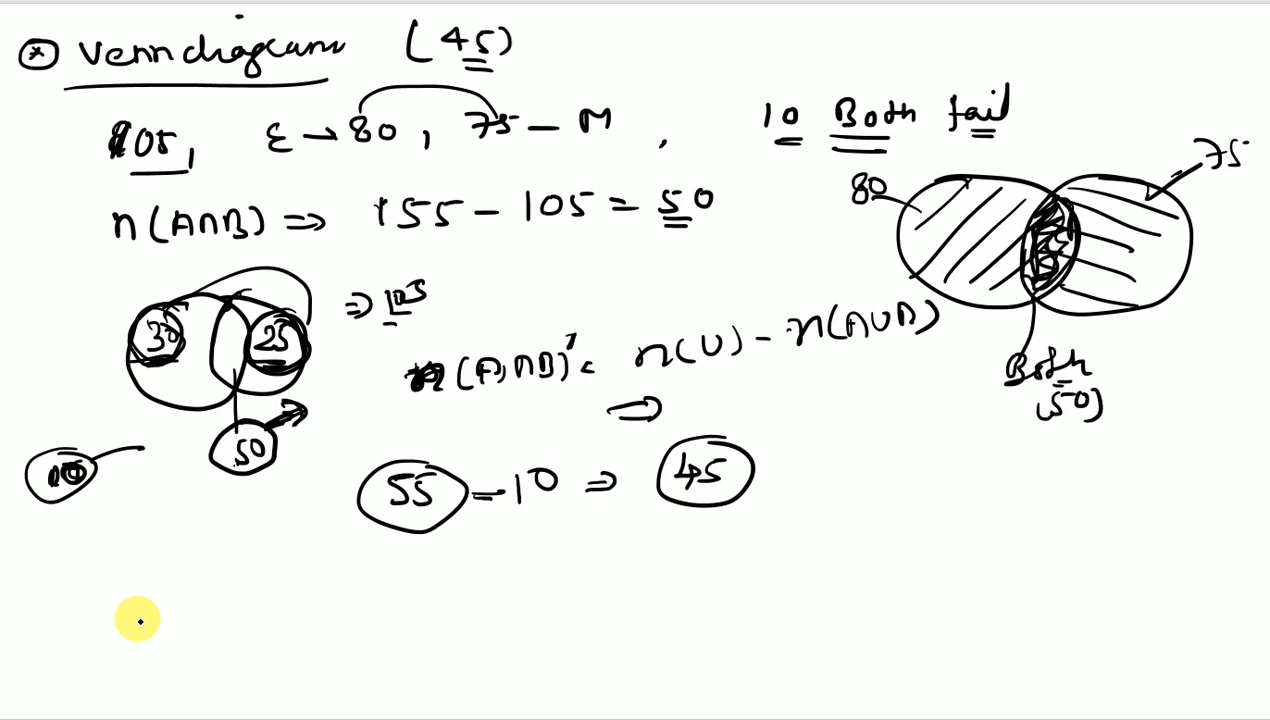 * Venn diagram (45)
105, E → 80, 75 – M, 10 Both fail
80
75
n(A∩B) ⇒ 155 – 105 = 50
30 25 ⇒ 105
(A∩B)' = n(U) – n(A∪B)
⇒
Both
(50)
50
10
55 – 10 ⇒ 45